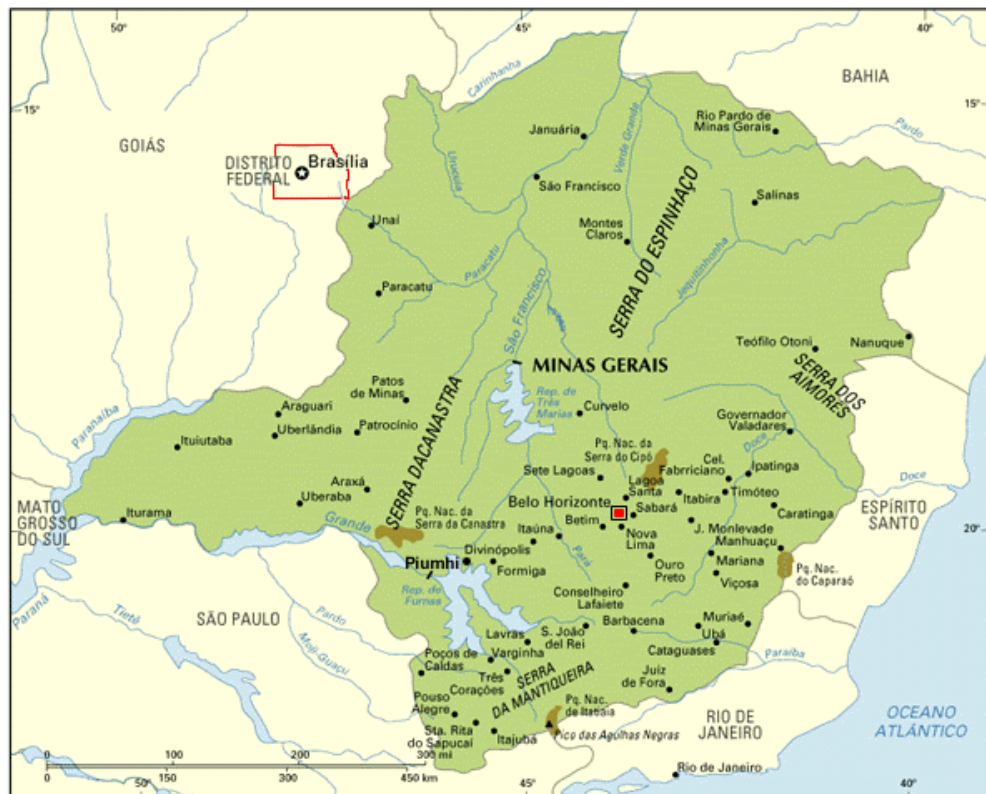 50°
45°
40°
Carinhanha
BAHIA
15°
15°
GOIÁS
Januária
Rio Pardo de
Minas Gerais
Pardo
Verde Grande
Urucuia
DISTRITO
FEDERAL
Brasília
São Francisco
Salinas
Unaí
Montes
Claros
SERRA DO ESPINHAÇO
Jequitinhonha
Paracatu
Paracatu
São Francisco
Teófilo Otoni
Nanuque
MINAS GERAIS
SERRA DOS
AIMORÉS
Patos
de Minas
SERRA DACANASTRA
Rep. de
Três
Marias
Paranaíba
Araguari
Curvelo
Governador
Valadares
Uberlândia
Patrocínio
Ituiutaba
Pq. Nac. da
Serra do Cipó
Cel.
Fabrriciano
Doce
Ipatinga
Sete Lagoas
Lagoa
Santa
Doce
Araxá
Uberaba
Belo Horizonte
Itabira
Timóteo
MATO
GROSSO
DO SUL
Iturama
Pq. Nac. da
Serra da Canastra
Sabará
Caratinga
ESPÍRITO
SANTO
Grande
Itaúna
Betim
Nova
Lima
J. Monlevade
Manhuaçu
20°
Divinópolis
Piumhi
Formiga
Pará
Ouro
Preto
Mariana
Viçosa
Pq. Nac.
do Caparaó
Rep. de
Furnas
Conselheiro
Lafaiete
Paraná
Tietê
SÃO PAULO
Pardo
Moji-Guaçu
Barbacena
Muriaé
Ubá
Lavras
S. João
del Rei
Cataguases
Paraíba
Poços de
Caldas
Varginha
Três
Corações
SERRA
DA MANTIQUEIRA
Juiz
de Fora
Pouso
Alegre
Pq. Nac.
de Itatiaia
Sta. Rita
do Sapucaí
Itajubá
Pico das Agulhas Negras
RIO DE
JANEIRO
OCEANO
ATLÂNTICO
Rio de Janeiro
0 100 200 300 mi
0 150 300 450 km
50°
45°
40°